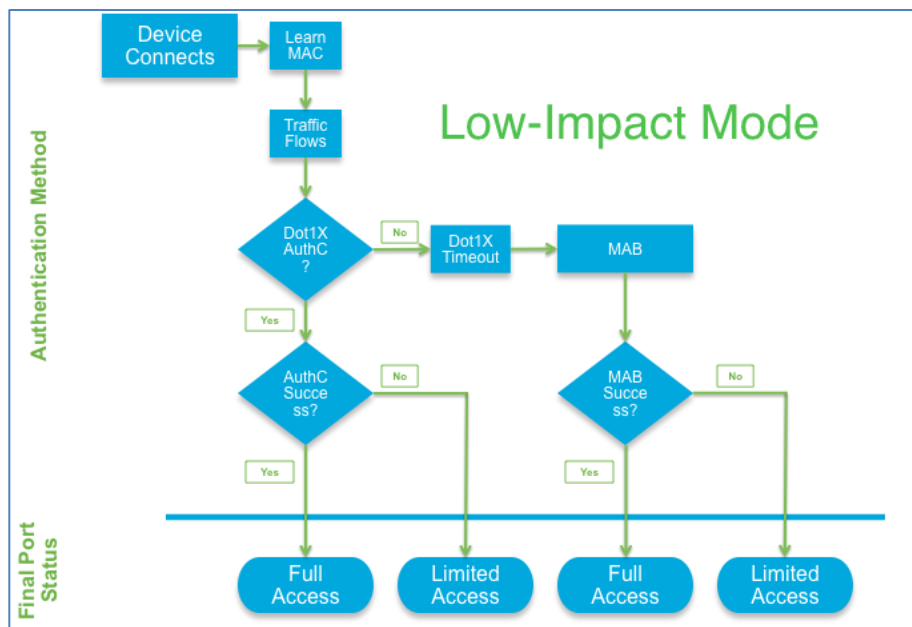 Device
Connects
Learn
MAC
Low-Impact Mode
Traffic
Flows
Authentication Method
Dot1X
AuthC
?
No
Dot1X
Timeout
MAB
Yes
AuthC
Succe
ss?
No
MAB
Succe
ss?
No
Yes
Yes
Final Port
Status
Full
Access
Limited
Access
Full
Access
Limited
Access